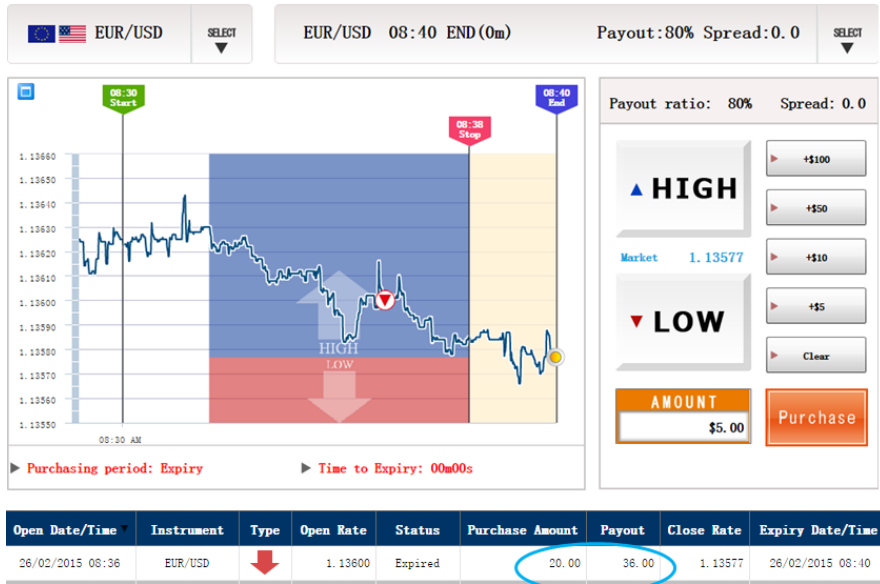 EUR/USD SELECT
EUR/USD 08:40 END(0m) Payout:80% Spread:0.0 SELECT
08:30
Start
08:38
Stop
08:40
End
1.13660
1.13650
1.13640
1.13630
1.13620
1.13610
1.13600
1.13590
1.13580
1.13570
1.13560
1.13550
HIGH
LOW
08:30 AM
Purchasing period: Expiry Time to Expiry: 00m00s
Payout ratio: 80% Spread: 0.0
HIGH
Market 1.13577
LOW
+$100
+$50
+$10
+$5
Clear
AMOUNT
$5.00
Purchase
Open Date/Time Instrument Type Open Rate Status Purchase Amount Payout Close Rate Expiry Date/Time
26/02/2015 08:36 EUR/USD 1.13600 Expired 20.00 36.00 1.13577 26/02/2015 08:40